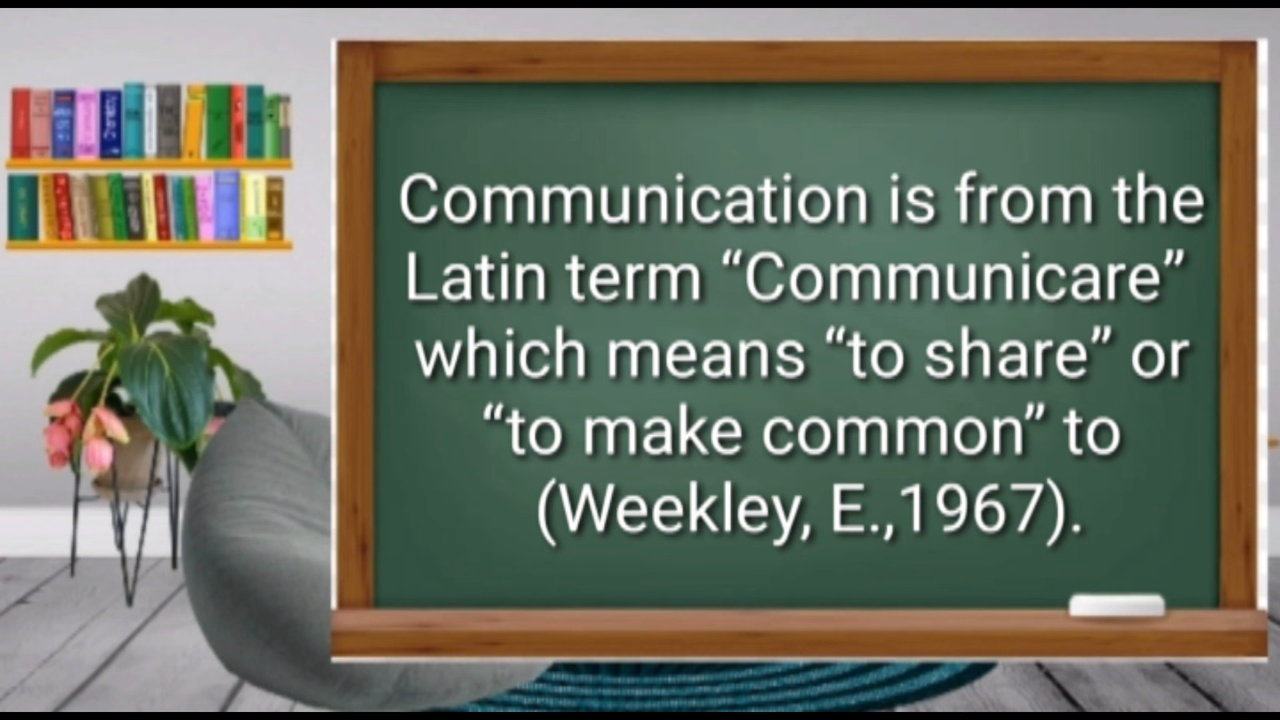 Communication is from the
Latin term “Communicare”
which means “to share” or
“to make common” to
(Weekley, E.,1967).